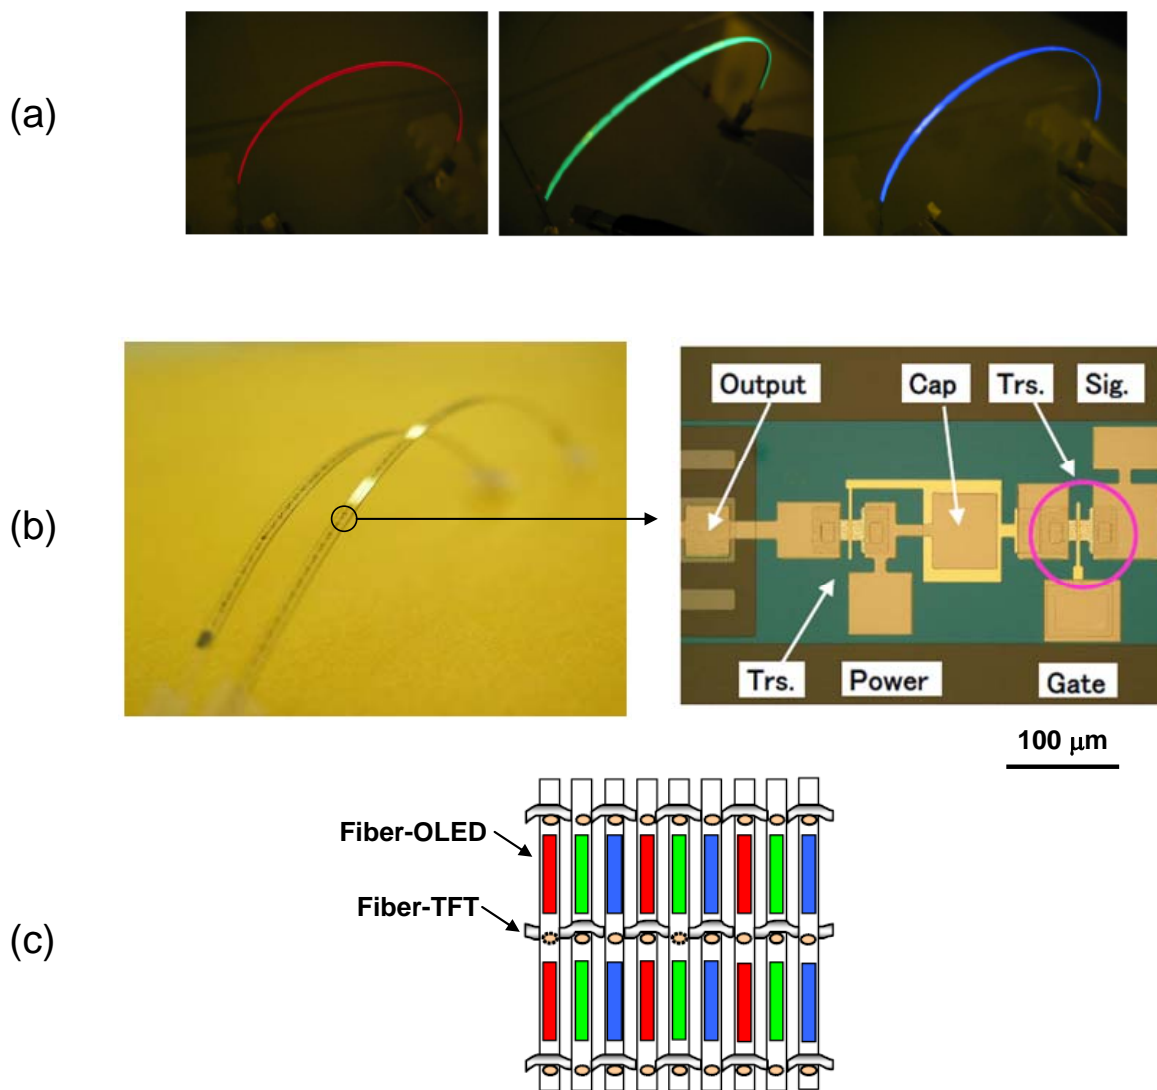 (a)
(b)
Output
Cap
Trs.
Sig.
Trs.
Power
Gate
100 μm
(c)
Fiber-OLED
Fiber-TFT